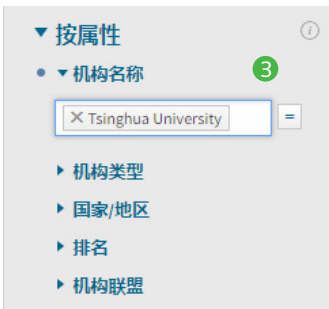 按属性
机构名称
3
× Tsinghua University
=
机构类型
国家/地区
排名
机构联盟